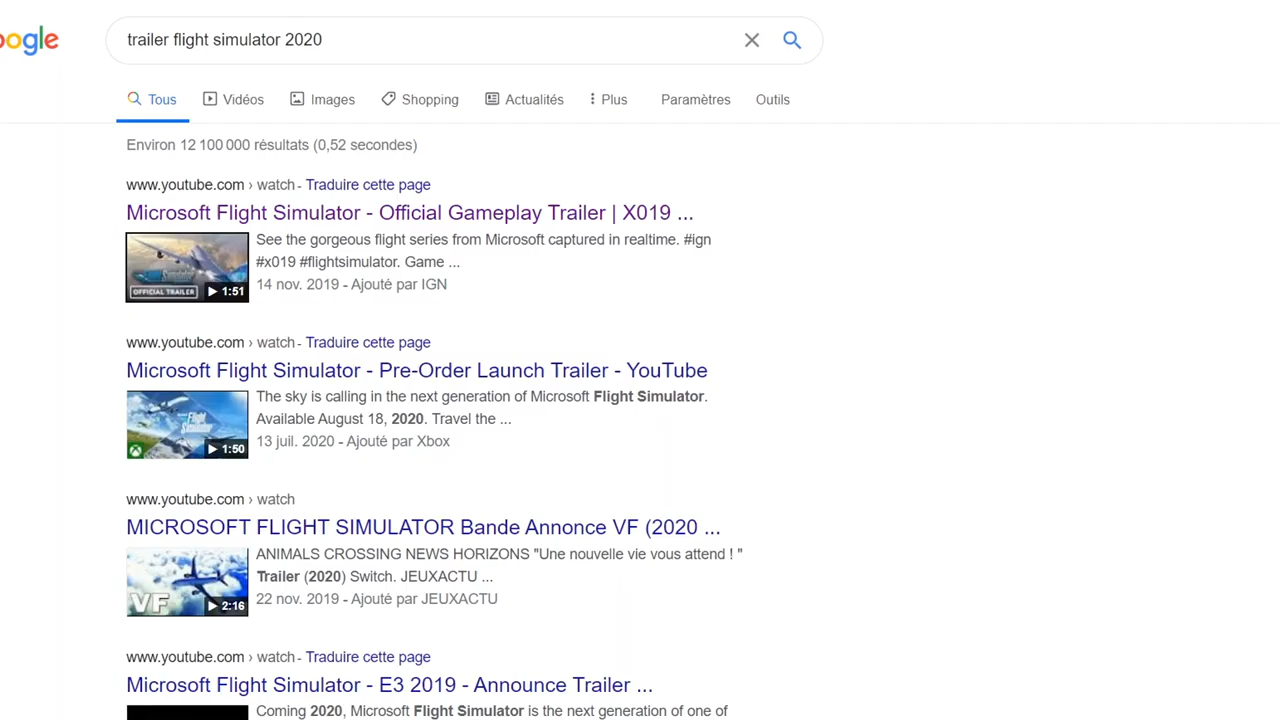 oogle
trailer flight simulator 2020
Tous Vidéos Images Shopping Actualités Plus Paramètres Outils
Environ 12 100 000 résultats (0,52 secondes)
www.youtube.com › watch - Traduire cette page
Microsoft Flight Simulator - Official Gameplay Trailer | X019 ...
See the gorgeous flight series from Microsoft captured in realtime. #ign
#x019 #flightsimulator. Game ...
14 nov. 2019 - Ajouté par IGN
Simulator
OFFICIAL TRAILER 1:51
www.youtube.com › watch - Traduire cette page
Microsoft Flight Simulator - Pre-Order Launch Trailer - YouTube
The sky is calling in the next generation of Microsoft Flight Simulator.
Available August 18, 2020. Travel the ...
13 juil. 2020 - Ajouté par Xbox
Flight
Simulator
1:50
www.youtube.com › watch
MICROSOFT FLIGHT SIMULATOR Bande Annonce VF (2020 ...
ANIMALS CROSSING NEWS HORIZONS "Une nouvelle vie vous attend ! "
Trailer (2020) Switch. JEUXACTU ...
22 nov. 2019 - Ajouté par JEUXACTU
VF 2:16
www.youtube.com › watch - Traduire cette page
Microsoft Flight Simulator - E3 2019 - Announce Trailer ...
Coming 2020, Microsoft Flight Simulator is the next generation of one of